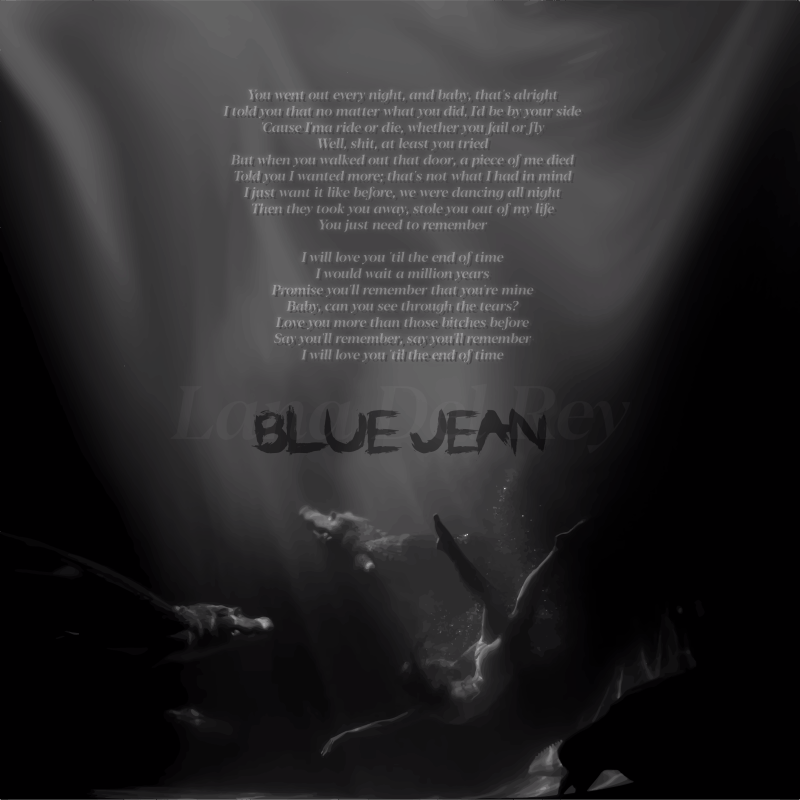 You went out every night, and baby, that's alright
I told you that no matter what you did, I'd be by your side
'Cause I'ma ride or die, whether you fail or fly
Well, shit, at least you tried
But when you walked out that door, a piece of me died
Told you I wanted more; that's not what I had in mind
I just want it like before, we were dancing all night
Then they took you away, stole you out of my life
You just need to remember
I will love you 'til the end of time
I would wait a million years
Promise you'll remember that you're mine
Baby, can you see through the tears?
Love you more than those bitches before
Say you'll remember, say you'll remember
I will love you 'til the end of time
Lana Del Rey
BLUE JEAN